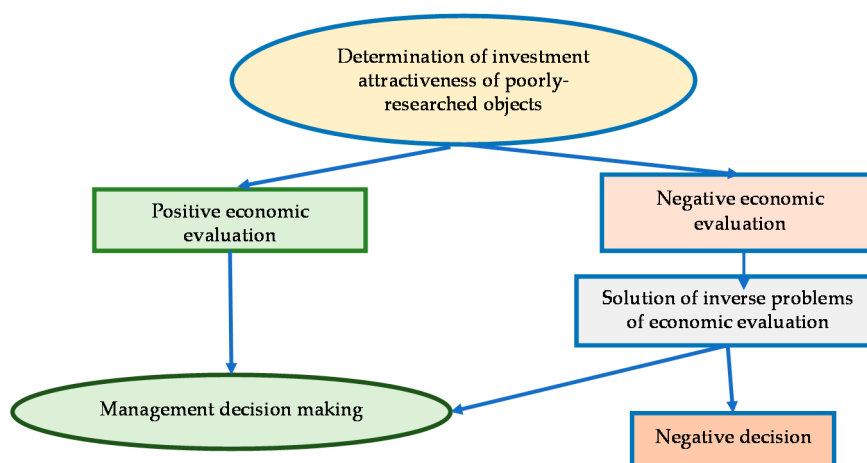 Determination of investment
attractiveness of poorly-
researched objects
Positive economic
evaluation
Negative economic
evaluation
Solution of inverse problems
of economic evaluation
Management decision making
Negative decision